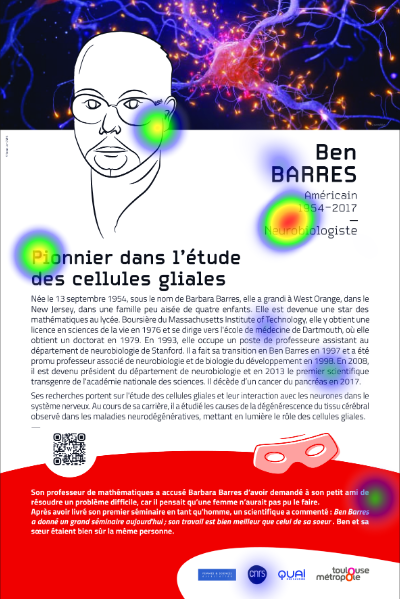 Ben
BARRES
Américain
1954-2017
Neurobiologiste
Pionnier dans l'étude
des cellules gliales
Née le 13 septembre 1954, sous le nom de Barbara Barres, elle a grandi à West Orange, dans le
New Jersey, dans une famille peu aisée de quatre enfants. Elle est devenue une star des
mathématiques au lycée. Boursière du Massachusetts Institute of Technology, elle y obtient une
licence en sciences de la vie en 1976 et se dirige vers l'école de médecine de Dartmouth, où elle
obtient un doctorat en 1979. En 1993, elle occupe un poste de professeure assistant au
département de neurobiologie de Stanford. Il a fait sa transition en Ben Barres en 1997 et a été
promu professeur associé de neurobiologie et de biologie du développement en 1998. En 2008,
il est devenu président du département de neurobiologie et en 2013 le premier scientifique
transgenre de l'académie nationale des sciences. Il décède d'un cancer du pancréas en 2017.
Ses recherches portent sur l'étude des cellules gliales et leur interaction avec les neurones dans le
système nerveux. Au cours de sa carrière, il a étudié les causes de la dégénérescence du tissu cérébral
observé dans les maladies neurodégénératives, mettant en lumière le rôle des cellules gliales.
Son professeur de mathématiques a accusé Barbara Barres d'avoir demandé à son petit ami de
résoudre un problème difficile, car il pensait qu'une femme n'aurait pas pu le faire.
Après avoir livré son premier séminaire en tant qu'homme, un scientifique a commenté : Ben Barres
a donné un grand séminaire aujourd'hui ; son travail est bien meilleur que celui de sa soeur. Ben et sa
sœur étaient bien sûr la même personne.
cnrs
QUAI
toulouse
métropole